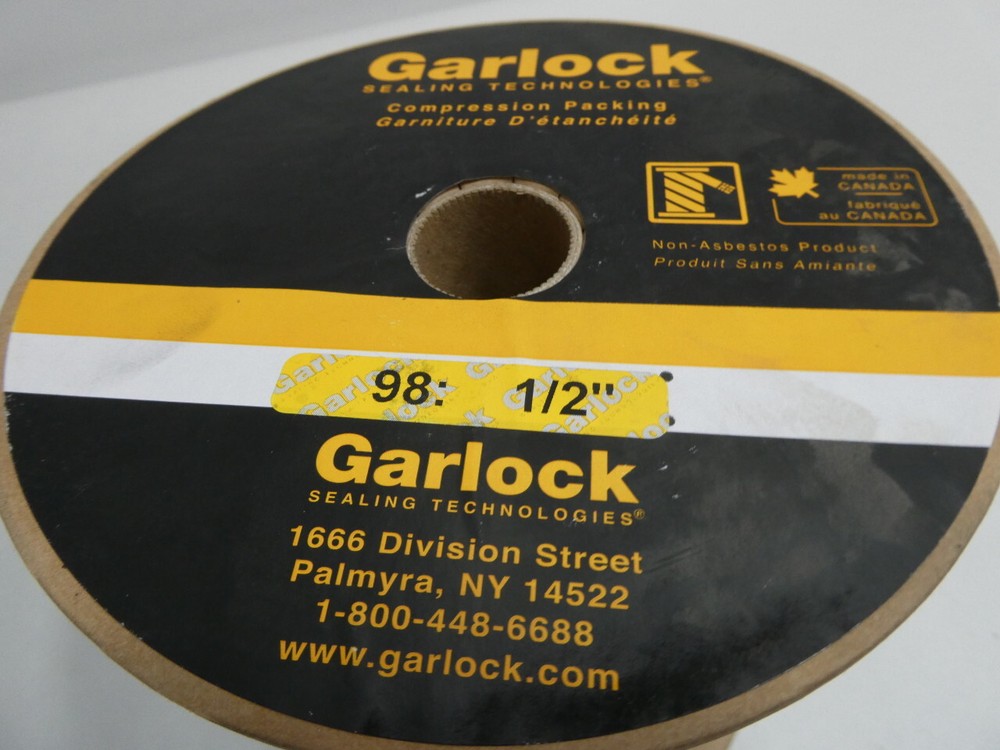 Garlock
SEALING TECHNOLOGIES®
Compression Packing
Garniture D'étanchéité
HD
made in
CANADA
fabriqué
au CANADA
Non-Asbestos Product
Produit Sans Amiante
98: 1/2"
Garlock
SEALING TECHNOLOGIES®
1666 Division Street
Palmyra, NY 14522
1-800-448-6688
www.garlock.com